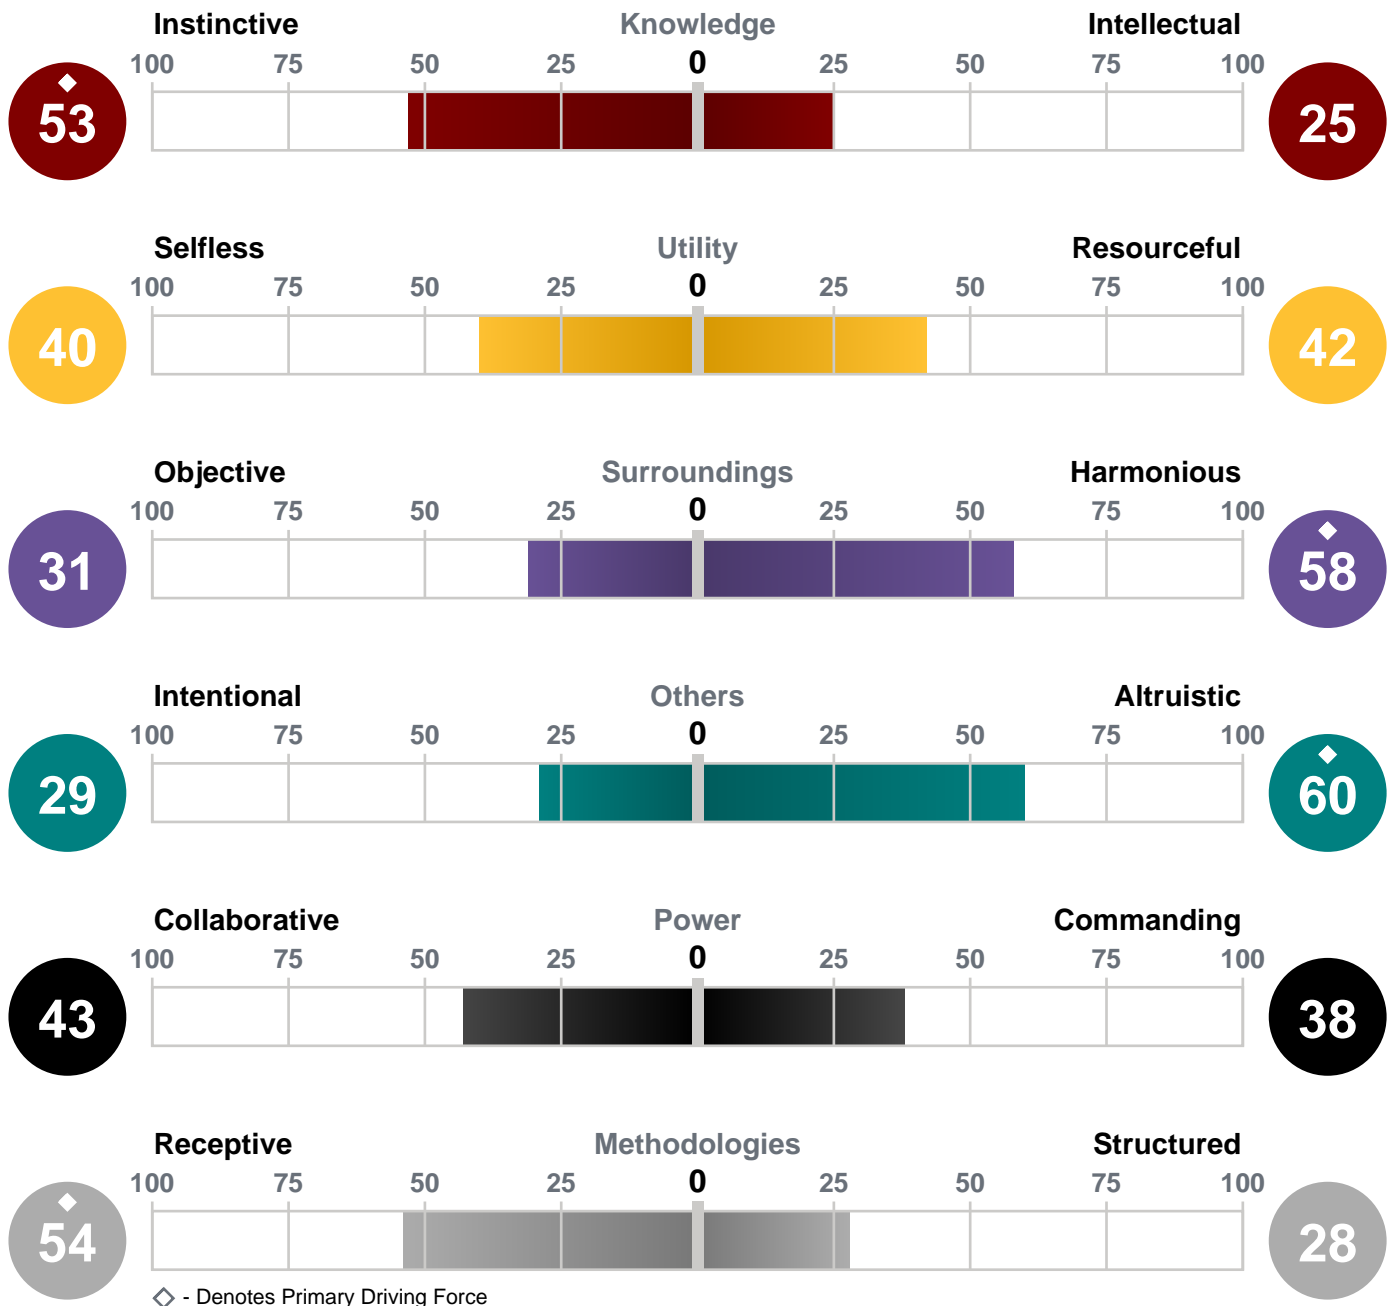 Instinctive Knowledge Intellectual
100 75 50 25 0 25 50 75 100
53 25
Selfless Utility Resourceful
100 75 50 25 0 25 50 75 100
40 42
Objective Surroundings Harmonious
100 75 50 25 0 25 50 75 100
31 58
Intentional Others Altruistic
100 75 50 25 0 25 50 75 100
29 60
Collaborative Power Commanding
100 75 50 25 0 25 50 75 100
43 38
Receptive Methodologies Structured
100 75 50 25 0 25 50 75 100
54 28
- Denotes Primary Driving Force